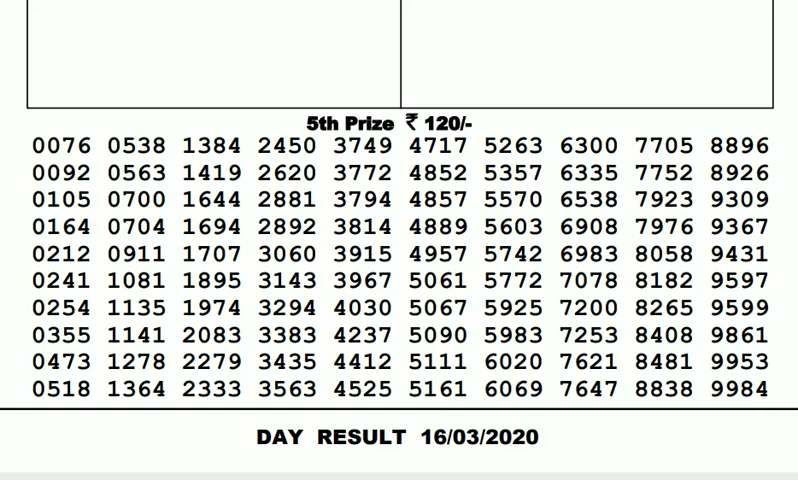 5th Prize ₹ 120/-
0076 0538 1384 2450 3749 4717 5263 6300 7705 8896
0092 0563 1419 2620 3772 4852 5357 6335 7752 8926
0105 0700 1644 2881 3794 4857 5570 6538 7923 9309
0164 0704 1694 2892 3814 4889 5603 6908 7976 9367
0212 0911 1707 3060 3915 4957 5742 6983 8058 9431
0241 1081 1895 3143 3967 5061 5772 7078 8182 9597
0254 1135 1974 3294 4030 5067 5925 7200 8265 9599
0355 1141 2083 3383 4237 5090 5983 7253 8408 9861
0473 1278 2279 3435 4412 5111 6020 7621 8481 9953
0518 1364 2333 3563 4525 5161 6069 7647 8838 9984
DAY RESULT 16/03/2020